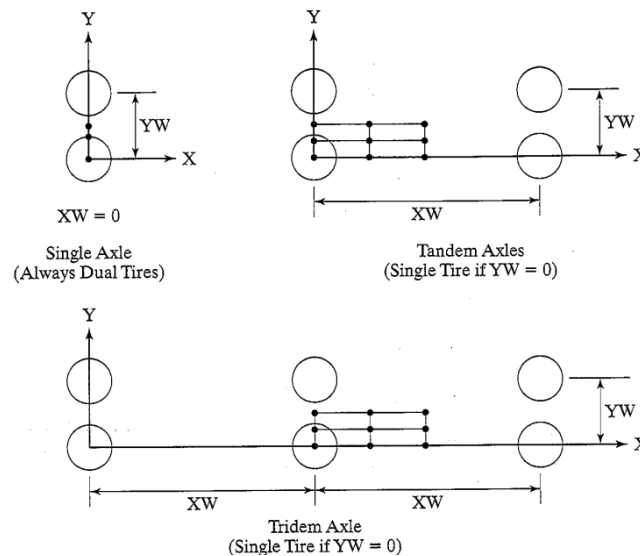 Y
Y
YW
YW
X
X
XW = 0
XW
Single Axle
(Always Dual Tires)
Tandem Axles
(Single Tire if YW = 0)
Y
YW
X
XW
XW
Tridem Axle
(Single Tire if YW = 0)